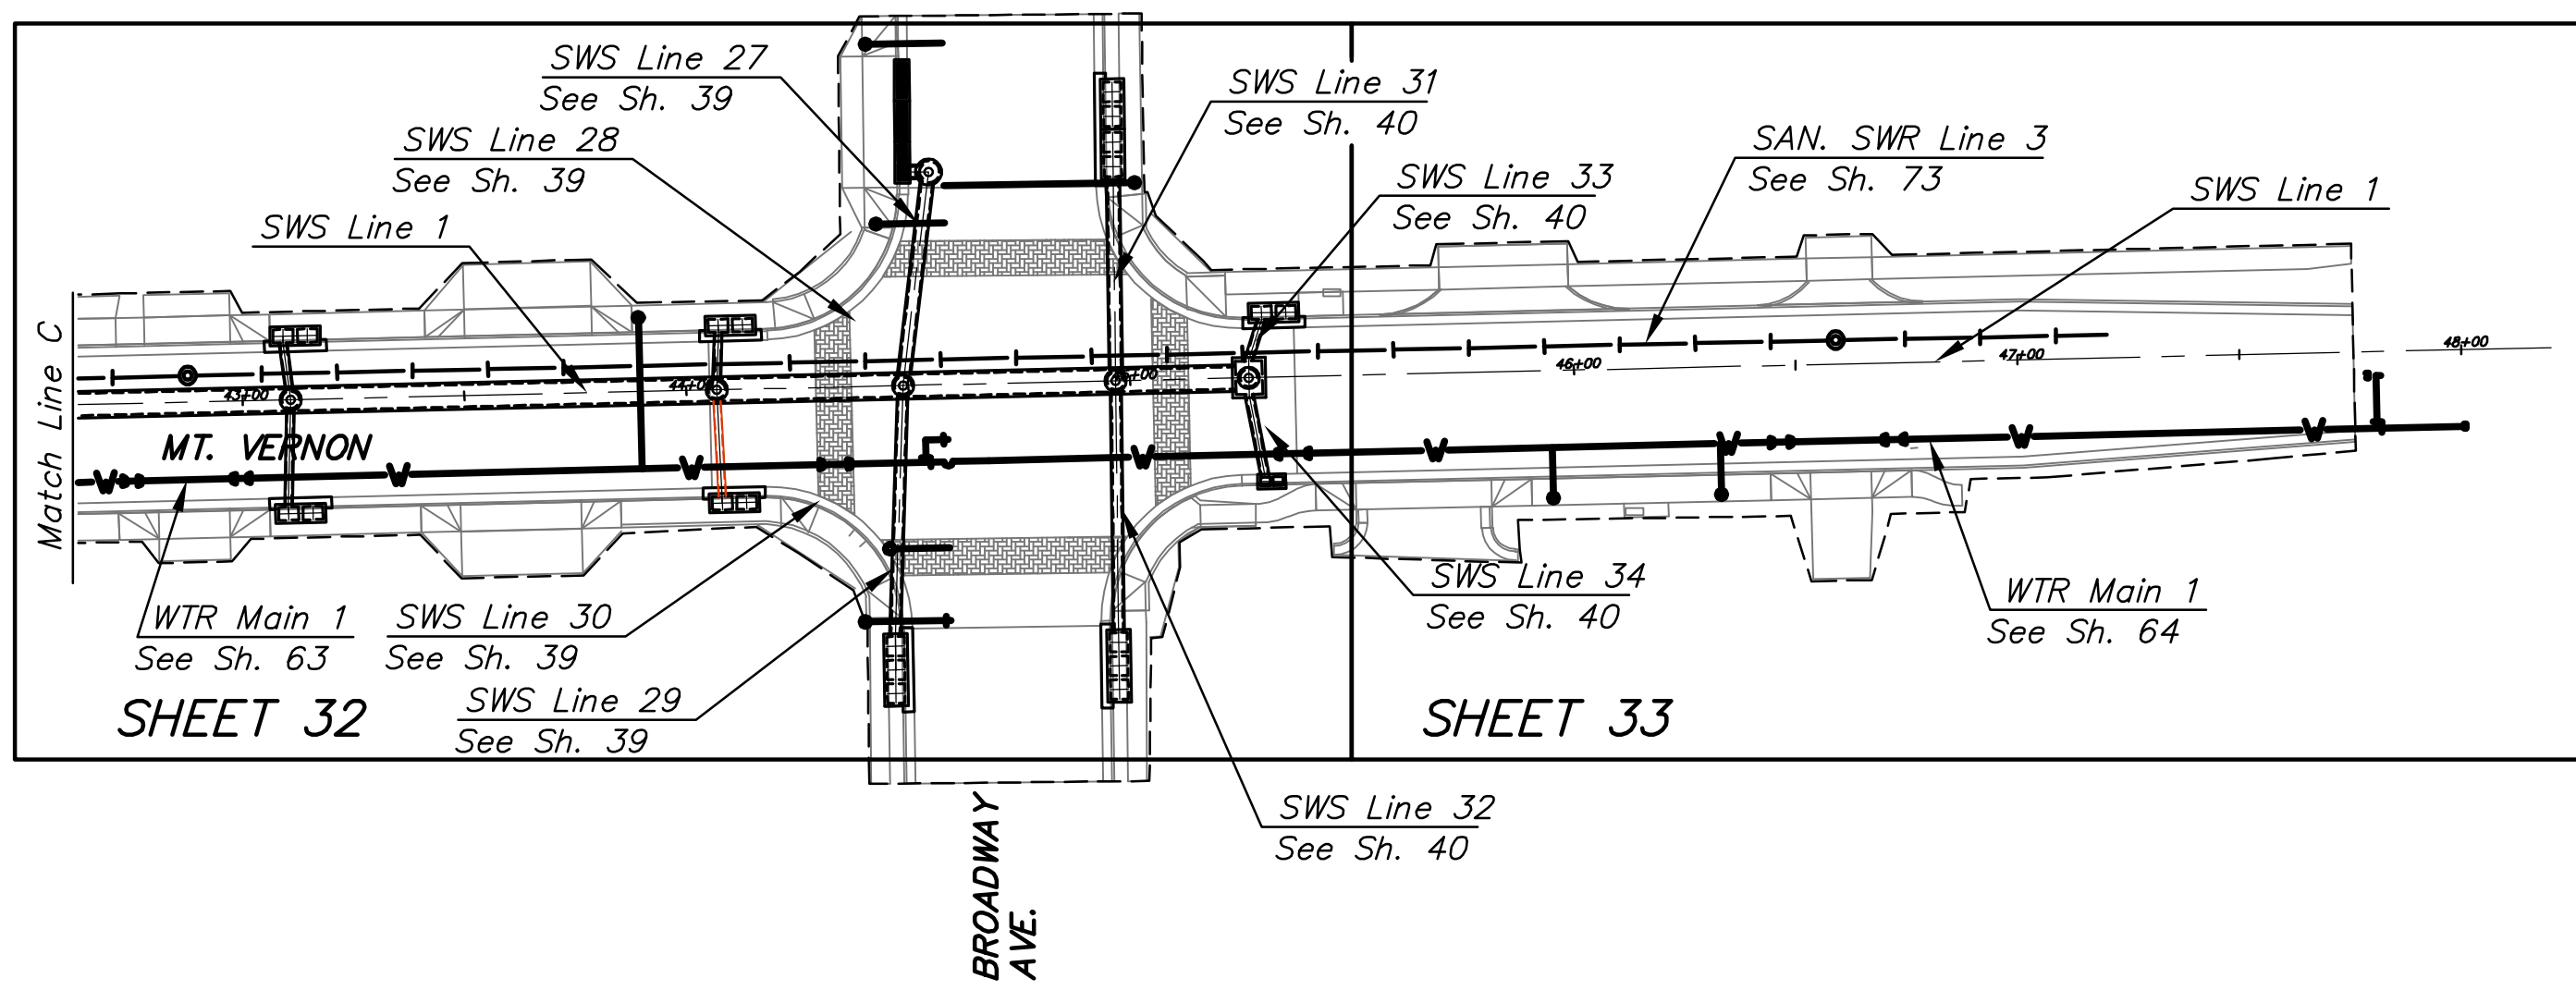 SWS Line 27
See Sh. 39
SWS Line 28
See Sh. 39
SWS Line 1
SWS Line 31
See Sh. 40
SWS Line 33
See Sh. 40
SAN. SWR Line 3
See Sh. 73
SWS Line 1
Match Line C
43+00
44+00
46+00
47+00
48+00
MT. VERNON
W W W W W W W W
WTR Main 1
See Sh. 63
SWS Line 30
See Sh. 39
SWS Line 29
See Sh. 39
SWS Line 34
See Sh. 40
WTR Main 1
See Sh. 64
SHEET 32
SHEET 33
SWS Line 32
See Sh. 40
BROADWAY
AVE.